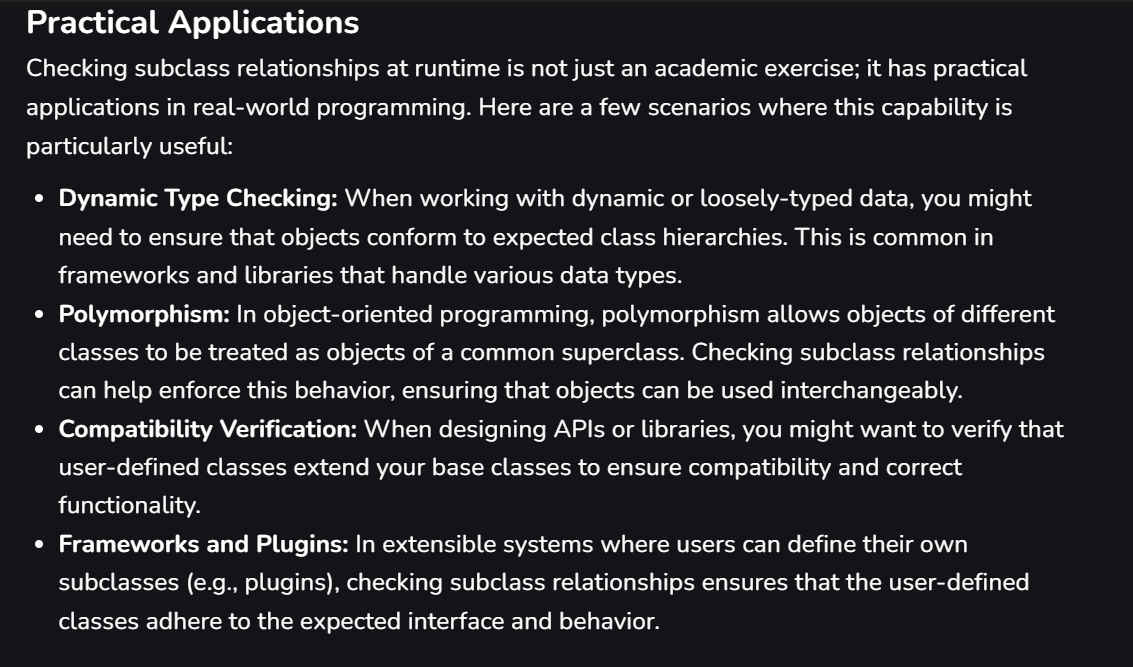 Practical Applications
Checking subclass relationships at runtime is not just an academic exercise; it has practical
applications in real-world programming. Here are a few scenarios where this capability is
particularly useful:
• Dynamic Type Checking: When working with dynamic or loosely-typed data, you might
need to ensure that objects conform to expected class hierarchies. This is common in
frameworks and libraries that handle various data types.
• Polymorphism: In object-oriented programming, polymorphism allows objects of different
classes to be treated as objects of a common superclass. Checking subclass relationships
can help enforce this behavior, ensuring that objects can be used interchangeably.
• Compatibility Verification: When designing APIs or libraries, you might want to verify that
user-defined classes extend your base classes to ensure compatibility and correct
functionality.
• Frameworks and Plugins: In extensible systems where users can define their own
subclasses (e.g., plugins), checking subclass relationships ensures that the user-defined
classes adhere to the expected interface and behavior.